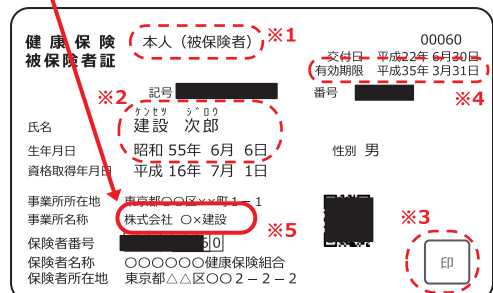 健康保険 本人（被保険者） ※1 00060
被保険者証 交付日 平成22年 6月30日
有効期限 平成35年 3月31日
※2 記号 番号 ※4
ケンセツ ジロウ
氏名 建設 次郎
生年月日 昭和 55年 6月 6日 性別 男
資格取得年月日 平成 16年 7月 1日
事業所所在地 東京都○○区××町1－1
事業所名称 株式会社 ○×建設 ※5 ※3
保険者番号 60 印
保険者名称 ○○○○○○健康保険組合
保険者所在地 東京都△△区○○2－2－2